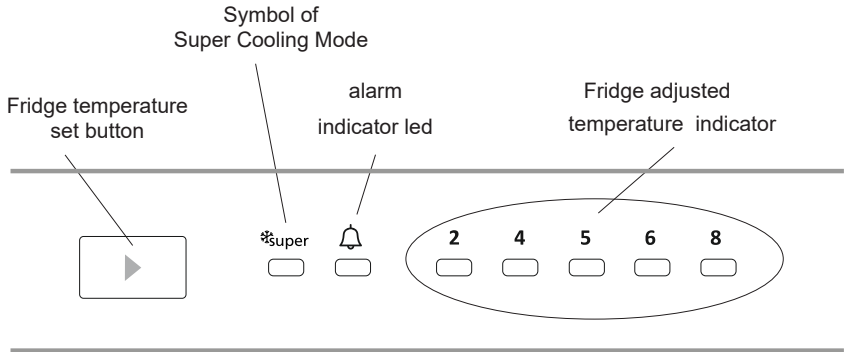 Symbol of
Super Cooling Mode
alarm
indicator led
Fridge adjusted
temperature indicator
Fridge temperature
set button
super
2 4 5 6 8